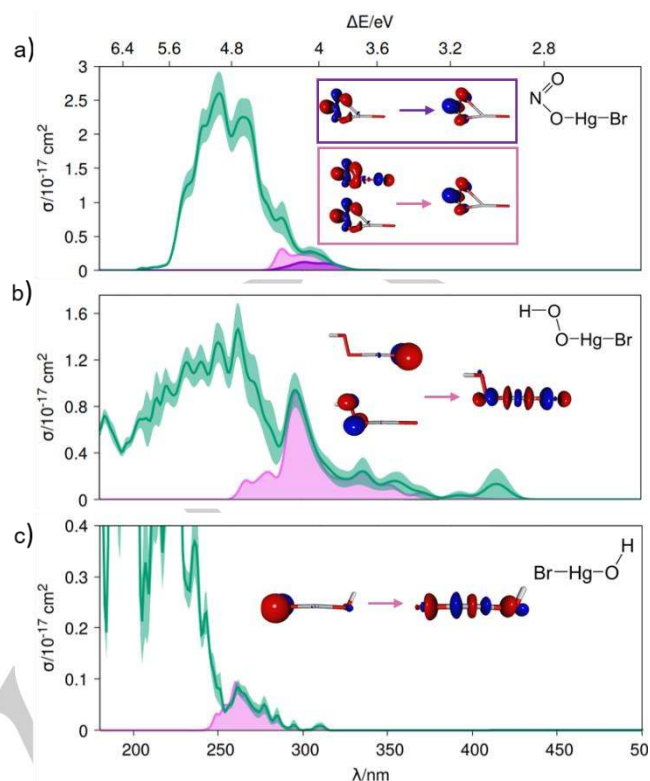 ΔE/eV
6.4 5.6 4.8 4 3.6 3.2 2.8
a)
σ/10⁻¹⁷ cm²
3
2.5
2
1.5
1
0.5
0
O
N
O-Hg-Br
b)
σ/10⁻¹⁷ cm²
1.6
1.2
0.8
0.4
0
H-O
O-Hg-Br
c)
σ/10⁻¹⁷ cm²
0.4
0.3
0.2
0.1
0
H
Br-Hg-O
200 250 300 350 400 450 50
λ/nm